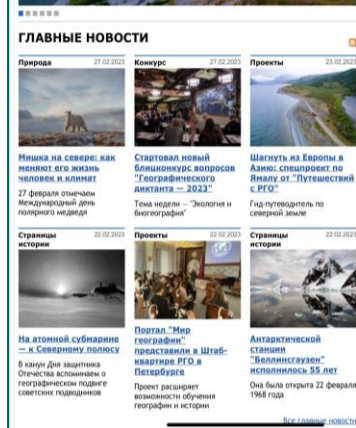 ГЛАВНЫЕ НОВОСТИ
Природа 27.02.2023
Мишка на севере: как
меняют его жизнь
человек и климат
27 февраля отмечаем
Международный день
полярного медведя
Конкурс 27.02.2023
Стартовал новый
блицконкурс вопросов
"Географического
диктанта — 2023"
Тема недели – "Экология и
биогеография"
Проекты 23.02.2023
Шагнуть из Европы в
Азию: спецпроект по
Ямалу от "Путешествий
с РГО"
Гид-путеводитель по
северной земле
Страницы 22.02.2023
истории
На атомной субмарине
— к Северному полюсу
В канун Дня защитника
Отечества вспоминаем о
географическом подвиге
советских подводников
Проекты 22.02.2023
Портал "Мир
географии"
представили в Штаб-
квартире РГО в
Петербурге
Проект расширяет
возможности обучения
географии и истории
Страницы 22.02.2023
истории
Антарктической
станции
"Беллинсгаузен"
исполнилось 55 лет
Она была открыта 22 февраля
1968 года
Все главные новости